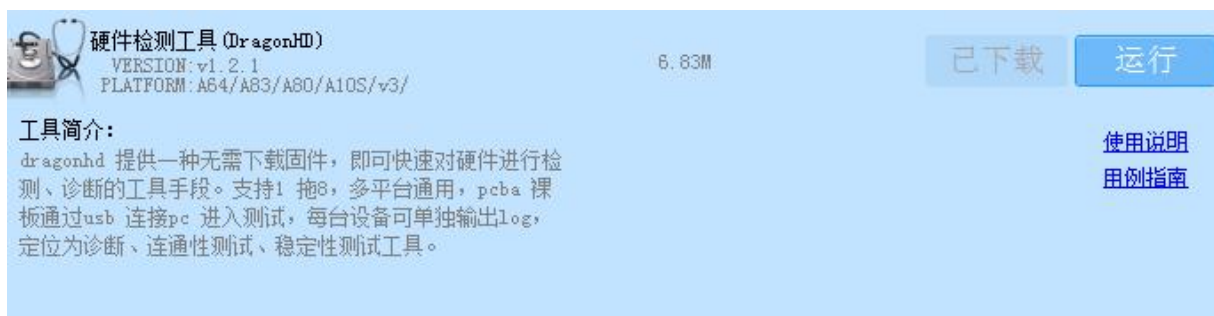 硬件检测工具(DragonHD)
VERSION:v1.2.1
PLATFORM:A64/A83/A80/A10S/v3/
6.83M
已下载
运行
工具简介：
dragonhd 提供一种无需下载固件，即可快速对硬件进行检
测、诊断的工具手段。支持1 拖8，多平台通用，pcba 裸
板通过usb 连接pc 进入测试，每台设备可单独输出log，
定位为诊断、连通性测试、稳定性测试工具。
使用说明
用例指南